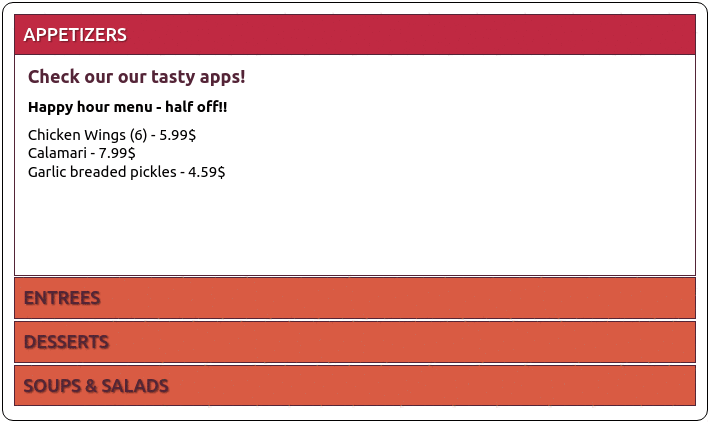 APPETIZERS
Check our our tasty apps!
Happy hour menu - half off!!
Chicken Wings (6) - 5.99$
Calamari - 7.99$
Garlic breaded pickles - 4.59$
ENTREES
DESSERTS
SOUPS & SALADS